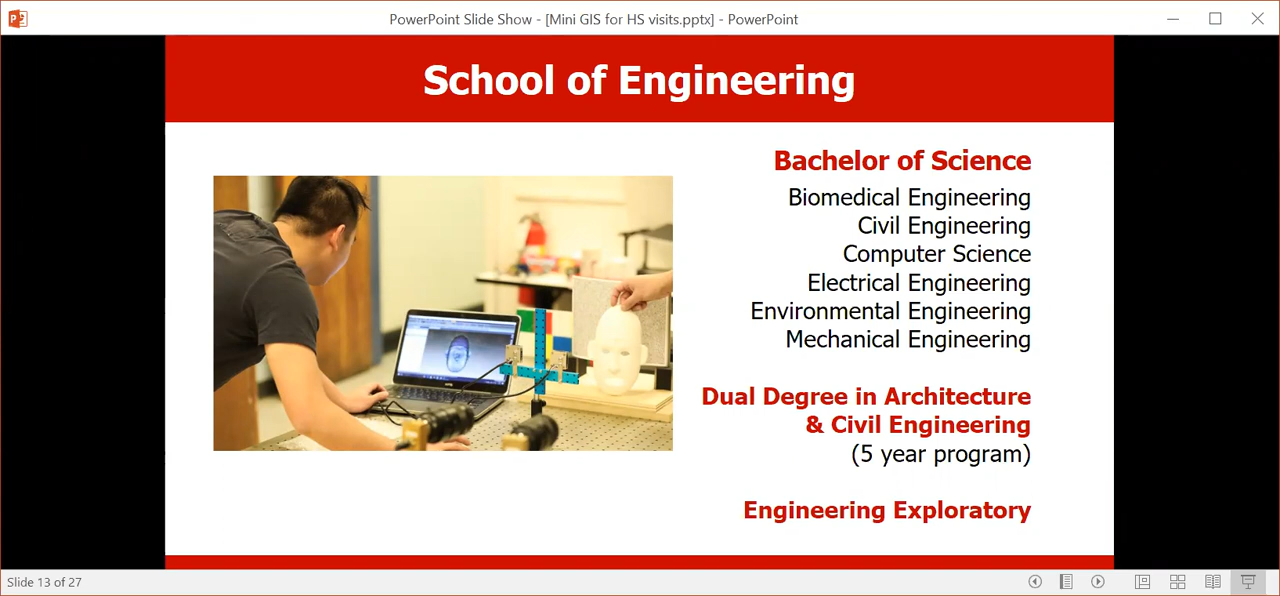 PowerPoint Slide Show - [Mini GIS for HS visits.pptx] - PowerPoint
School of Engineering
Bachelor of Science
Biomedical Engineering
Civil Engineering
Computer Science
Electrical Engineering
Environmental Engineering
Mechanical Engineering
Dual Degree in Architecture
& Civil Engineering
(5 year program)
Engineering Exploratory
Slide 13 of 27